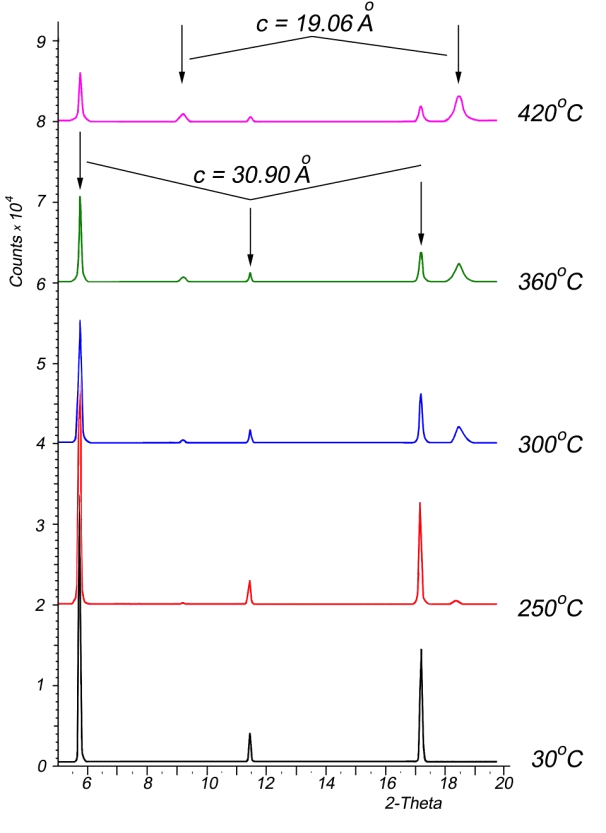 c = 19.06 Å
9
420°C
8
c = 30.90 Å
7
Counts × 10⁴
6
360°C
5
4
300°C
3
2
250°C
1
0
30°C
6 8 10 12 14 16 18 20
2-Theta